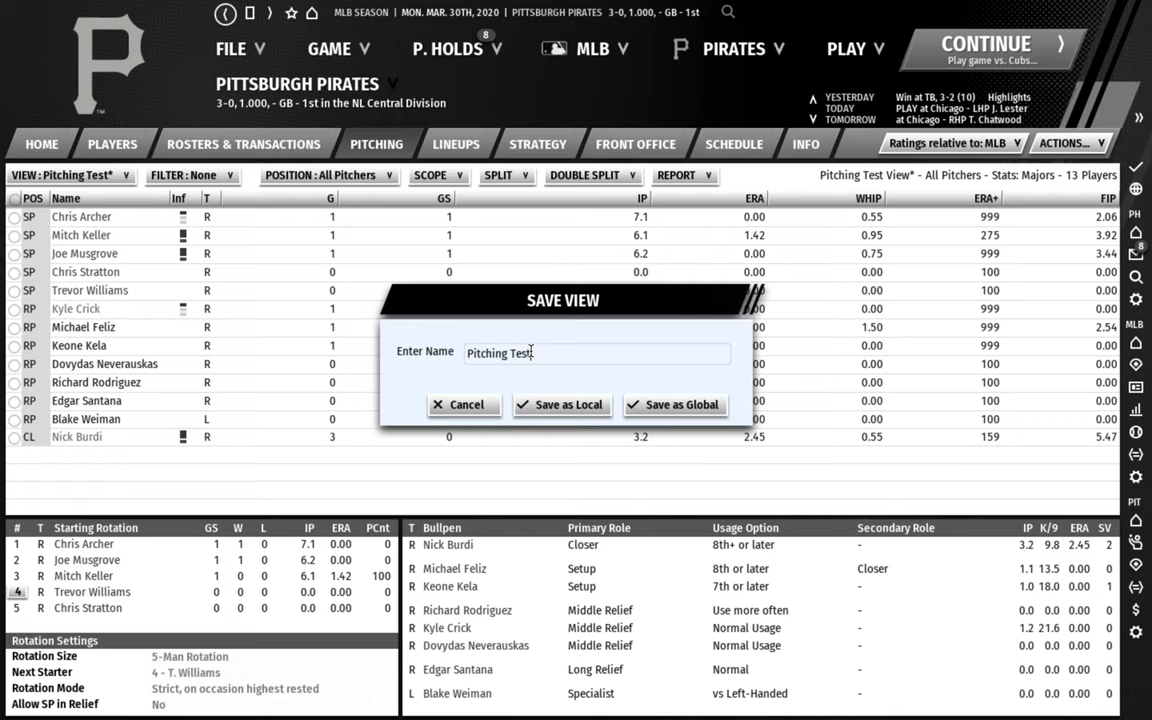 MLB SEASON | MON. MAR. 30TH, 2020 | PITTSBURGH PIRATES 3-0, 1.000, - GB - 1st
FILE GAME P. HOLDS 8 MLB PIRATES PLAY CONTINUE
Play game vs. Cubs...
PITTSBURGH PIRATES
3-0, 1.000, - GB - 1st in the NL Central Division
YESTERDAY Win at TB, 3-2 (10) Highlights
TODAY PLAY at Chicago - LHP J. Lester
TOMORROW at Chicago - RHP T. Chatwood
HOME PLAYERS ROSTERS & TRANSACTIONS PITCHING LINEUPS STRATEGY FRONT OFFICE SCHEDULE INFO Ratings relative to: MLB ACTIONS...
VIEW : Pitching Test* FILTER : None POSITION : All Pitchers SCOPE SPLIT DOUBLE SPLIT REPORT Pitching Test View* - All Pitchers - Stats: Majors - 13 Players
POS Name Inf T G GS IP ERA WHIP ERA+ FIP
SP Chris Archer R 1 1 7.1 0.00 0.55 999 2.06
SP Mitch Keller R 1 1 6.1 1.42 0.95 275 3.92
SP Joe Musgrove R 1 1 6.2 0.00 0.75 999 3.44
SP Chris Stratton R 0 0 0.0 0.00 0.00 100 0.00
SP Trevor Williams R 0 0.00 100 0.00
RP Kyle Crick R 1 0.00 999 0.00
RP Michael Feliz R 1 1.50 999 2.54
RP Keone Kela R 1 0.00 999 0.00
RP Dovydas Neverauskas R 0 0.00 100 0.00
RP Richard Rodriguez R 0 0.00 100 0.00
RP Edgar Santana R 0 0.00 100 0.00
RP Blake Weiman L 0 0.00 100 0.00
CL Nick Burdi R 3 0 3.2 2.45 0.55 159 5.47
SAVE VIEW
Enter Name Pitching Test
Cancel Save as Local Save as Global
# T Starting Rotation GS W L IP ERA PCnt
1 R Chris Archer 1 1 0 7.1 0.00 0
2 R Joe Musgrove 1 1 0 6.2 0.00 0
3 R Mitch Keller 1 0 0 6.1 1.42 100
4 R Trevor Williams 0 0 0 0.0 0.00 0
5 R Chris Stratton 0 0 0 0.0 0.00 0
Rotation Settings
Rotation Size 5-Man Rotation
Next Starter 4 - T. Williams
Rotation Mode Strict, on occasion highest rested
Allow SP in Relief No
T Bullpen Primary Role Usage Option Secondary Role IP K/9 ERA SV
R Nick Burdi Closer 8th+ or later - 3.2 9.8 2.45 2
R Michael Feliz Setup 8th or later Closer 1.1 13.5 0.00 0
R Keone Kela Setup 7th or later - 1.0 18.0 0.00 1
R Richard Rodriguez Middle Relief Use more often - 0.0 0.0 0.00 0
R Kyle Crick Middle Relief Normal Usage - 1.2 21.6 0.00 0
R Dovydas Neverauskas Middle Relief Normal Usage - 0.0 0.0 0.00 0
R Edgar Santana Long Relief Normal - 0.0 0.0 0.00 0
L Blake Weiman Specialist vs Left-Handed - 0.0 0.0 0.00 0
PH
8
MLB
PIT